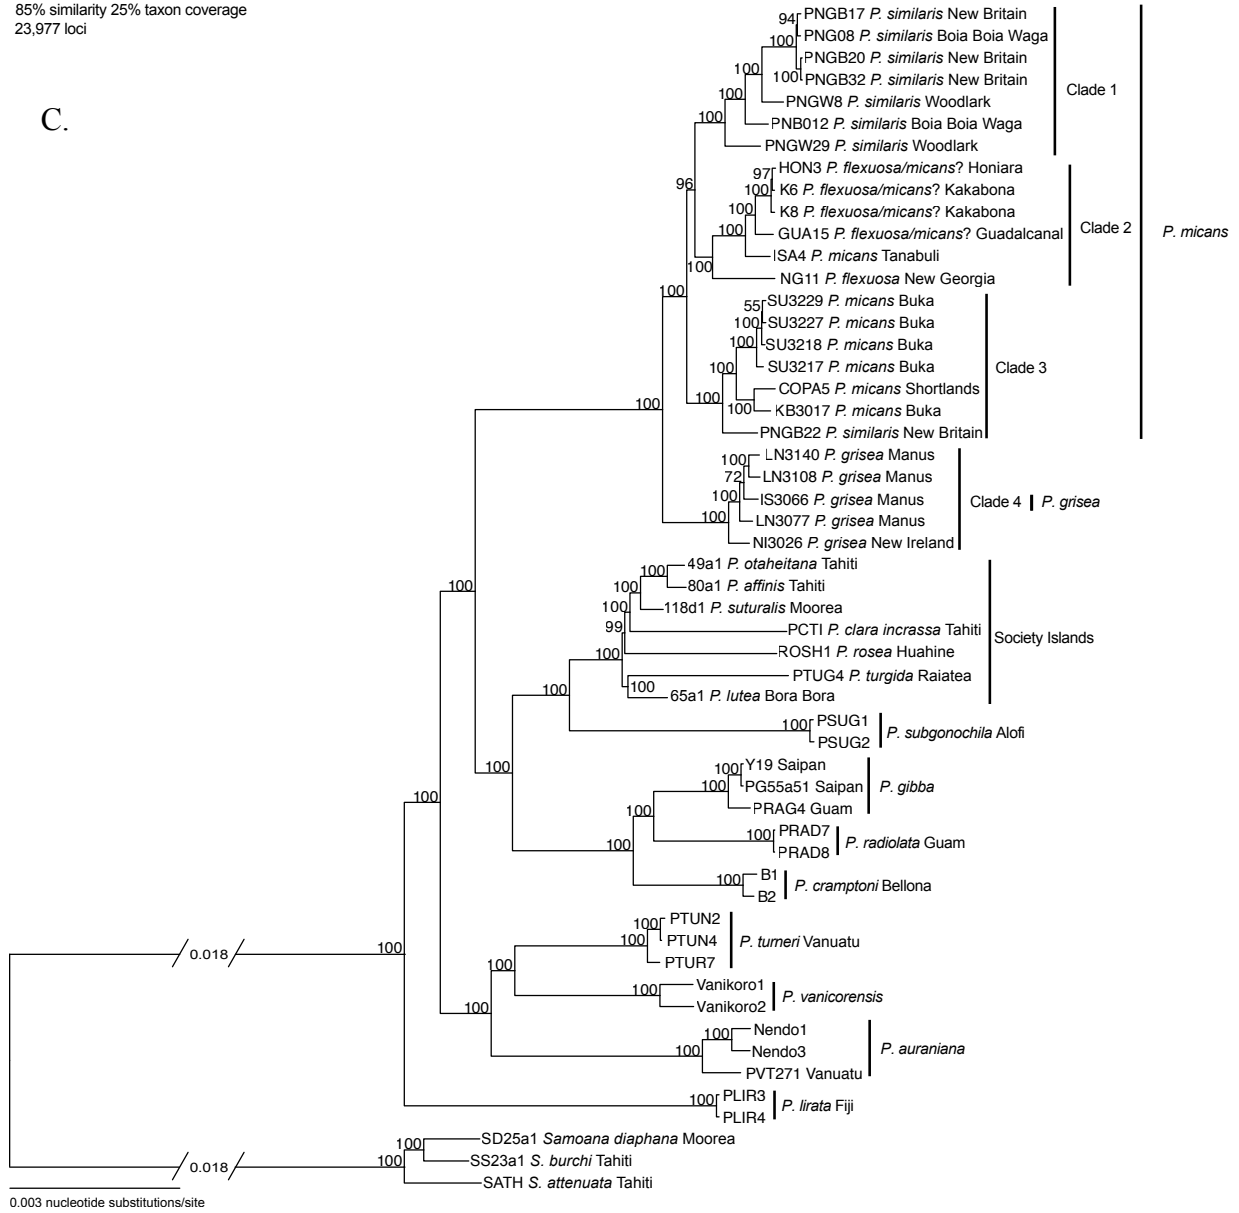 85% similarity 25% taxon coverage
23,977 loci
C.
94
PNGB17 P. similaris New Britain
PNG08 P. similaris Boia Boia Waga
100
PNGB20 P. similaris New Britain
100
PNGB32 P. similaris New Britain
100
PNGW8 P. similaris Woodlark
Clade 1
100
PNB012 P. similaris Boia Boia Waga
100
PNGW29 P. similaris Woodlark
96
97
HON3 P. flexuosa/micans? Honiara
100
K6 P. flexuosa/micans? Kakabona
100
K8 P. flexuosa/micans? Kakabona
100
GUA15 P. flexuosa/micans? Guadalcanal
Clade 2
P. micans
ISA4 P. micans Tanabuli
100
NG11 P. flexuosa New Georgia
100
55
SU3229 P. micans Buka
100
SU3227 P. micans Buka
100
SU3218 P. micans Buka
100
SU3217 P. micans Buka
Clade 3
100
COPA5 P. micans Shortlands
100
KB3017 P. micans Buka
PNGB22 P. similaris New Britain
100
100
LN3140 P. grisea Manus
72
LN3108 P. grisea Manus
100
IS3066 P. grisea Manus
Clade 4
P. grisea
100
LN3077 P. grisea Manus
NI3026 P. grisea New Ireland
100
100
49a1 P. otaheitana Tahiti
100
80a1 P. affinis Tahiti
100
118d1 P. suturalis Moorea
99
PCTI P. clara incrassa Tahiti
Society Islands
100
ROSH1 P. rosea Huahine
PTUG4 P. turgida Raiatea
100
65a1 P. lutea Bora Bora
100
100
PSUG1
PSUG2
P. subgonochila Alofi
100
100
Y19 Saipan
100
PG55a51 Saipan
P. gibba
PRAG4 Guam
100
100
PRAD7
PRAD8
P. radiolata Guam
100
100
B1
B2
P. cramptoni Bellona
100
100
PTUN2
100
PTUN4
P. turneri Vanuatu
PTUR7
100
100
Vanikoro1
Vanikoro2
P. vanicorensis
100
100
Nendo1
100
Nendo3
P. auraniana
PVT271 Vanuatu
100
0.018
100
PLIR3
PLIR4
P. lirata Fiji
100
SD25a1 Samoana diaphana Moorea
100
SS23a1 S. burchi Tahiti
0.018
SATH S. attenuata Tahiti
0.003 nucleotide substitutions/site